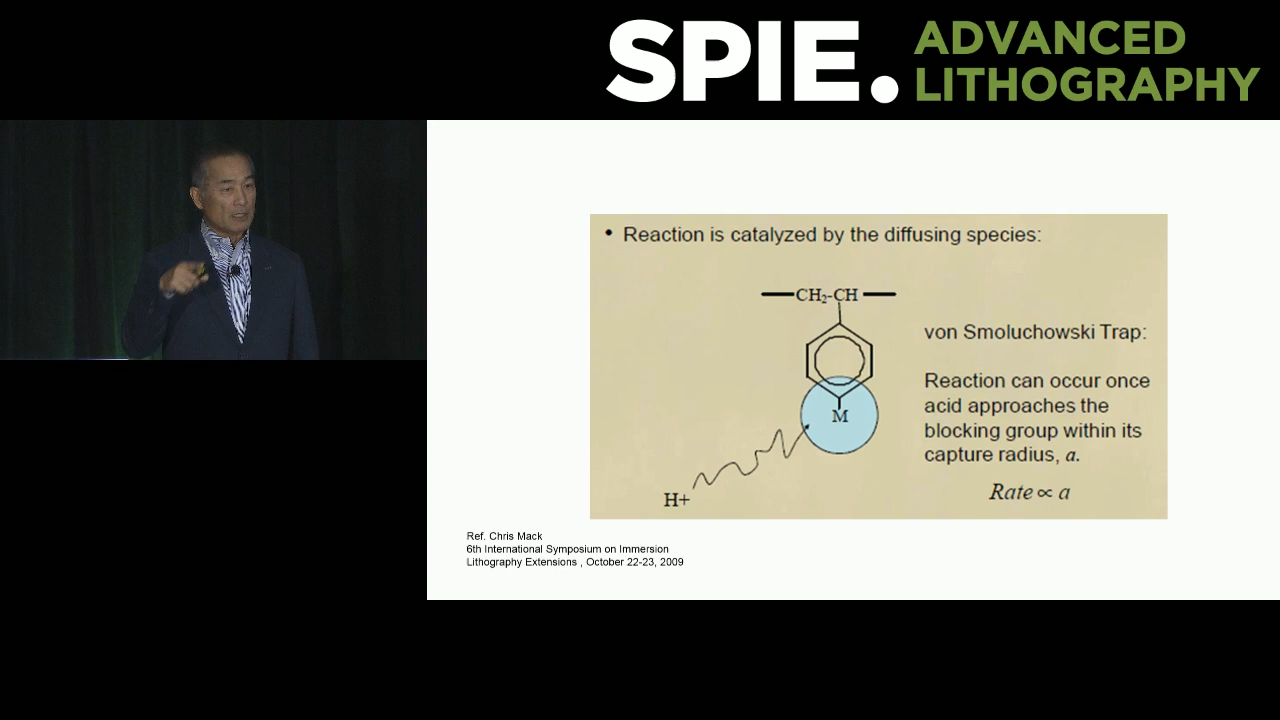 SPIE. ADVANCED
LITHOGRAPHY
• Reaction is catalyzed by the diffusing species:
CH₂-CH
von Smoluchowski Trap:
Reaction can occur once
acid approaches the
blocking group within its
capture radius, a.
M
Rate ∝ a
H+
Ref. Chris Mack
6th International Symposium on Immersion
Lithography Extensions , October 22-23, 2009